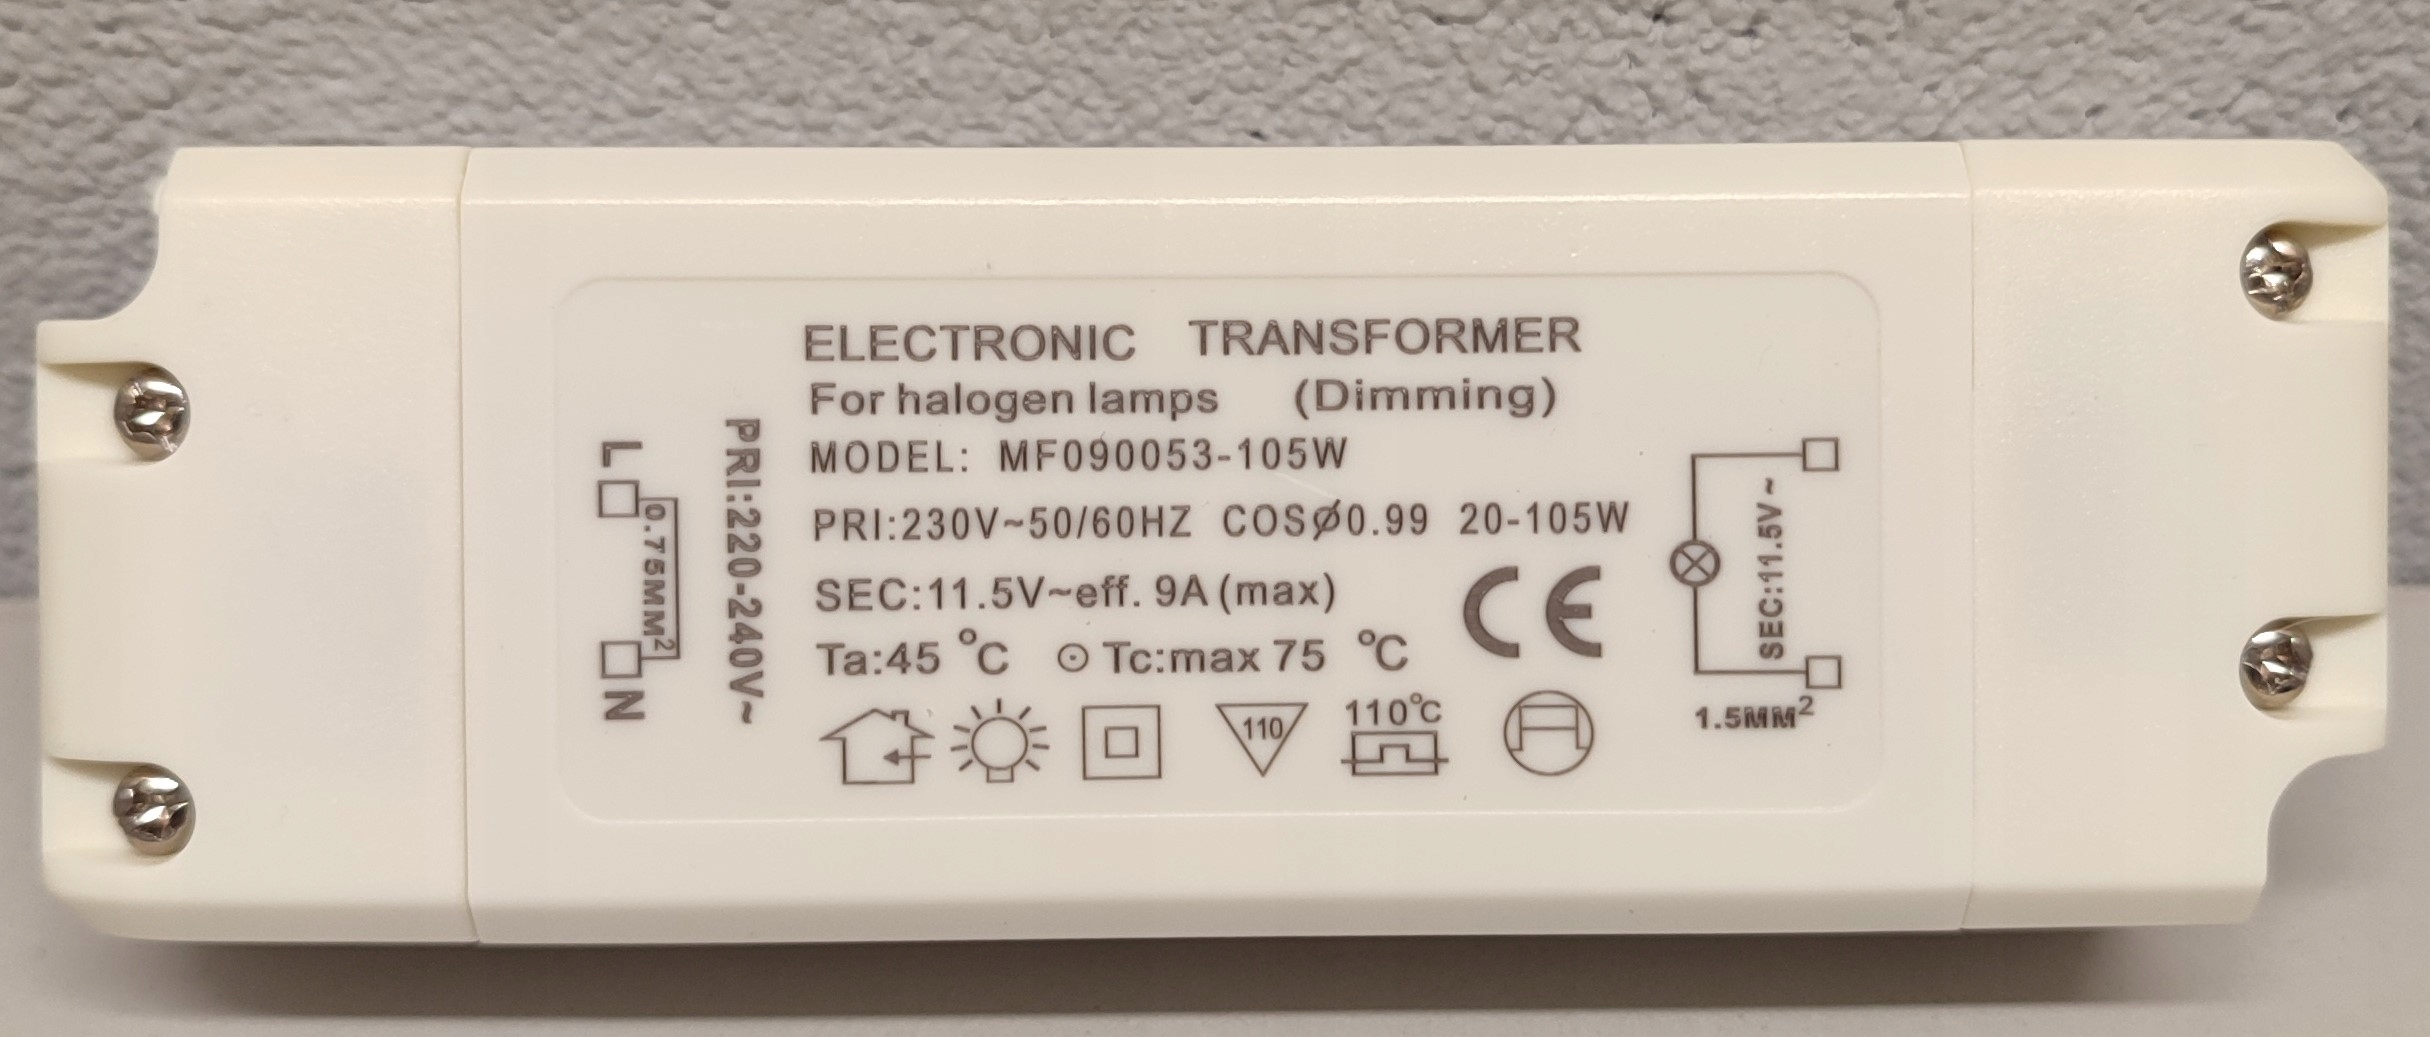 ELECTRONIC TRANSFORMER
For halogen lamps (Dimming)
MODEL: MF090053-105W
PRI:230V~50/60HZ COSØ0.99 20-105W
SEC:11.5V~eff. 9A (max)
Ta:45 °C ⊙ Tc:max 75 °C
CE
110
110°C
L
0.75MM²
N
PRI:220-240V~
SEC:11.5V~
1.5MM²